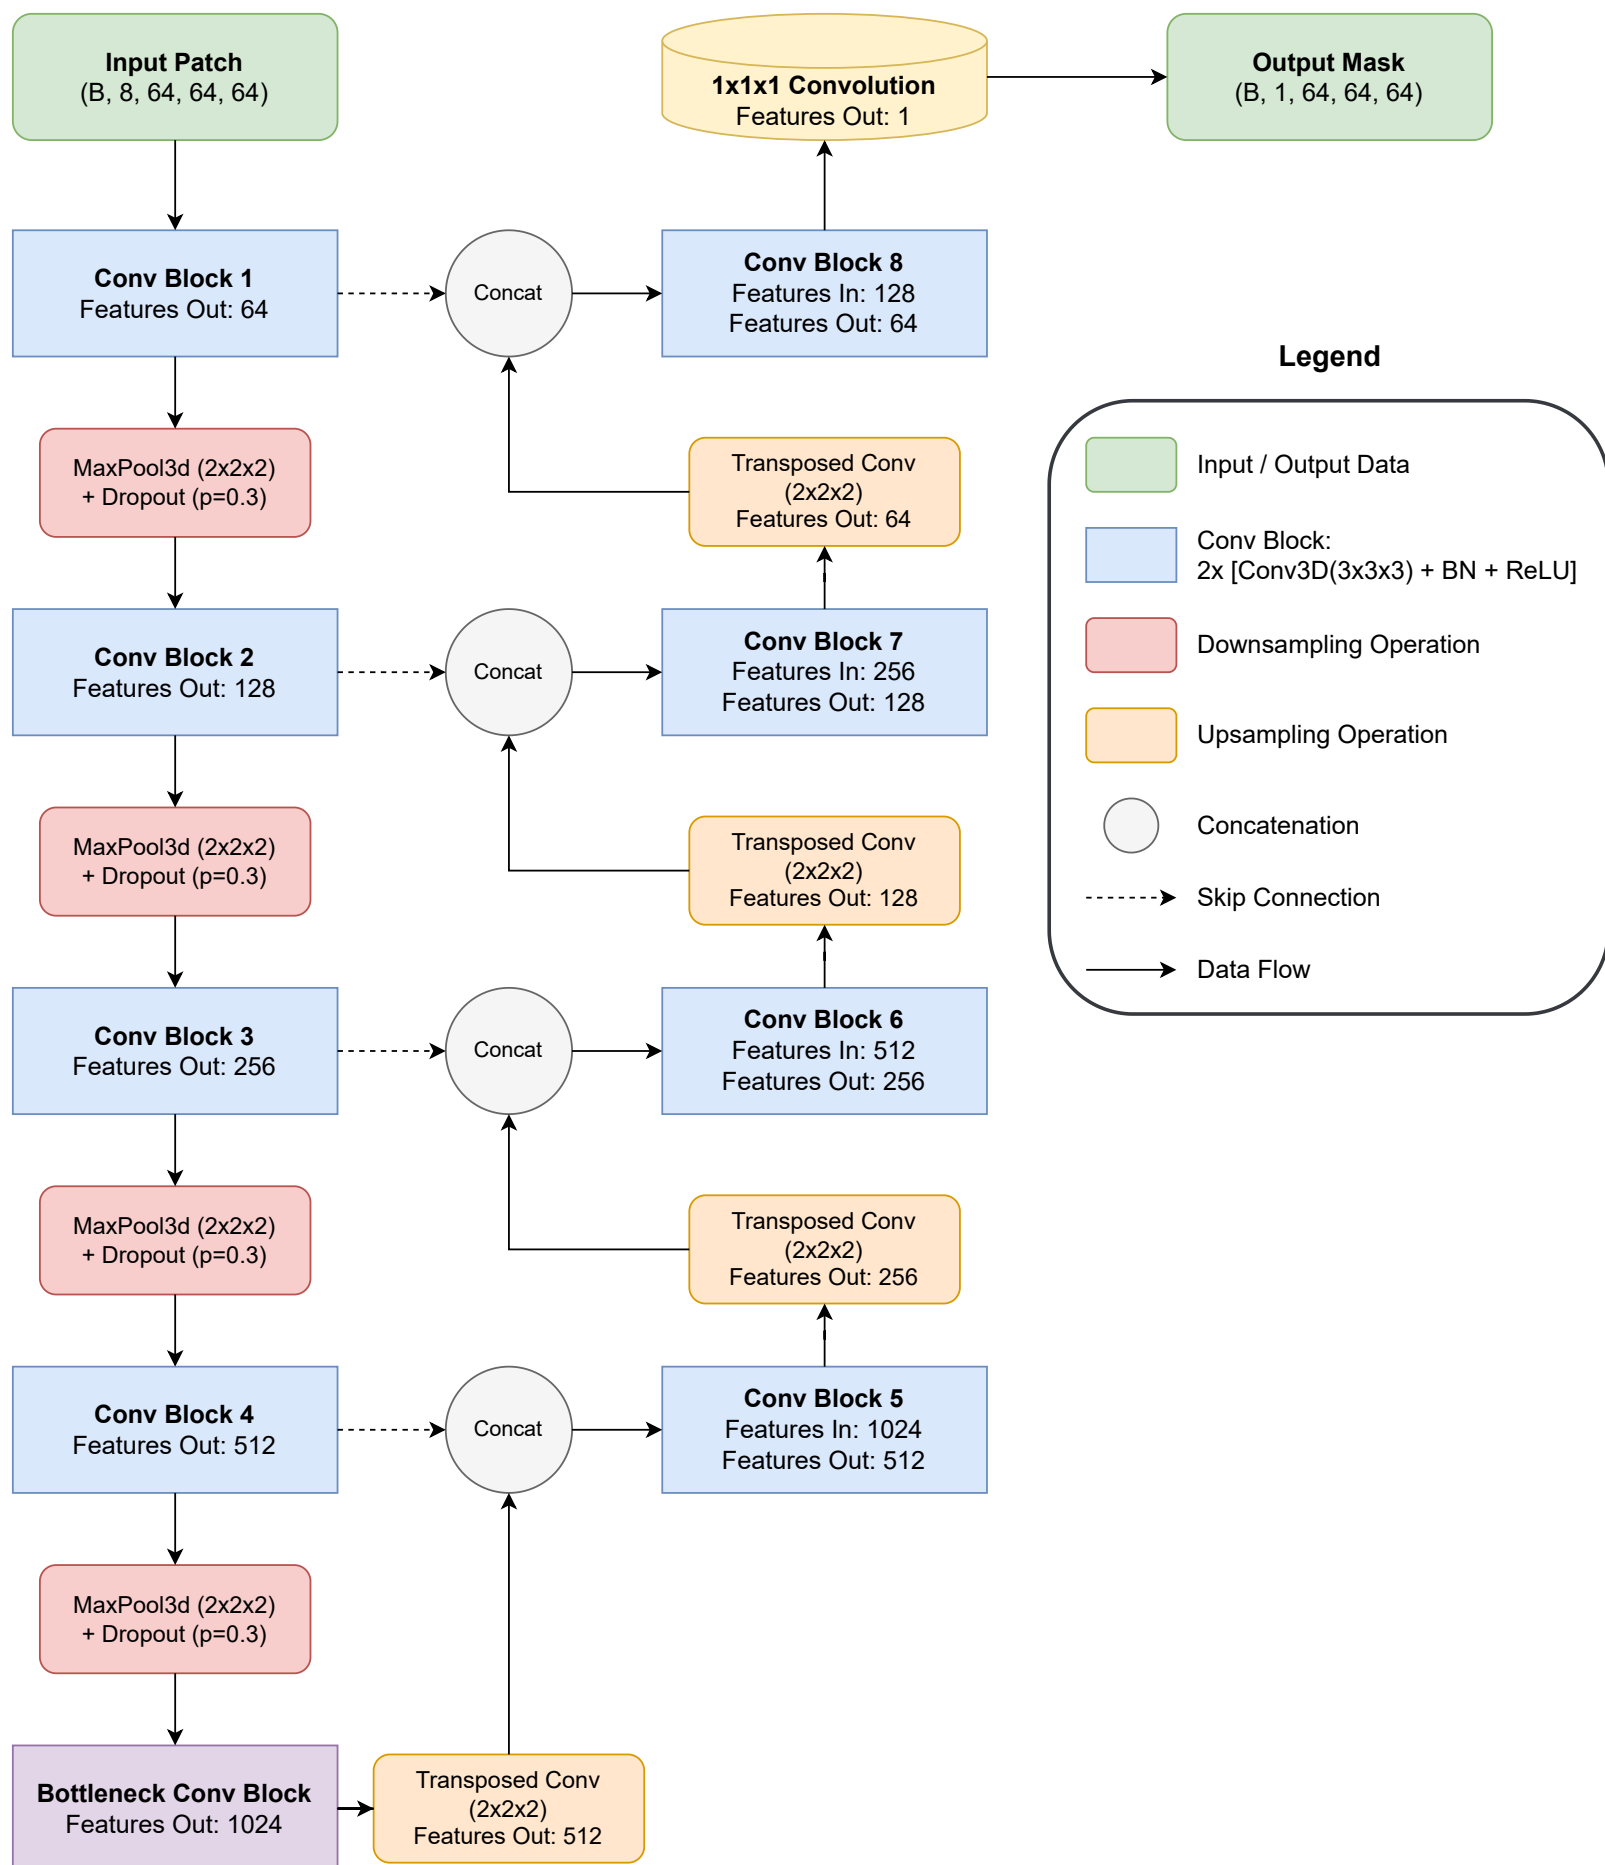 Input Patch
(B, 8, 64, 64, 64)
1x1x1 Convolution
Features Out: 1
Output Mask
(B, 1, 64, 64, 64)
Conv Block 1
Features Out: 64
Concat
Conv Block 8
Features In: 128
Features Out: 64
MaxPool3d (2x2x2)
+ Dropout (p=0.3)
Transposed Conv
(2x2x2)
Features Out: 64
Conv Block 2
Features Out: 128
Concat
Conv Block 7
Features In: 256
Features Out: 128
MaxPool3d (2x2x2)
+ Dropout (p=0.3)
Transposed Conv
(2x2x2)
Features Out: 128
Conv Block 3
Features Out: 256
Concat
Conv Block 6
Features In: 512
Features Out: 256
MaxPool3d (2x2x2)
+ Dropout (p=0.3)
Transposed Conv
(2x2x2)
Features Out: 256
Conv Block 4
Features Out: 512
Concat
Conv Block 5
Features In: 1024
Features Out: 512
MaxPool3d (2x2x2)
+ Dropout (p=0.3)
Bottleneck Conv Block
Features Out: 1024
Transposed Conv
(2x2x2)
Features Out: 512
Legend
Input / Output Data
Conv Block:
2x [Conv3D(3x3x3) + BN + ReLU]
Downsampling Operation
Upsampling Operation
Concatenation
Skip Connection
Data Flow